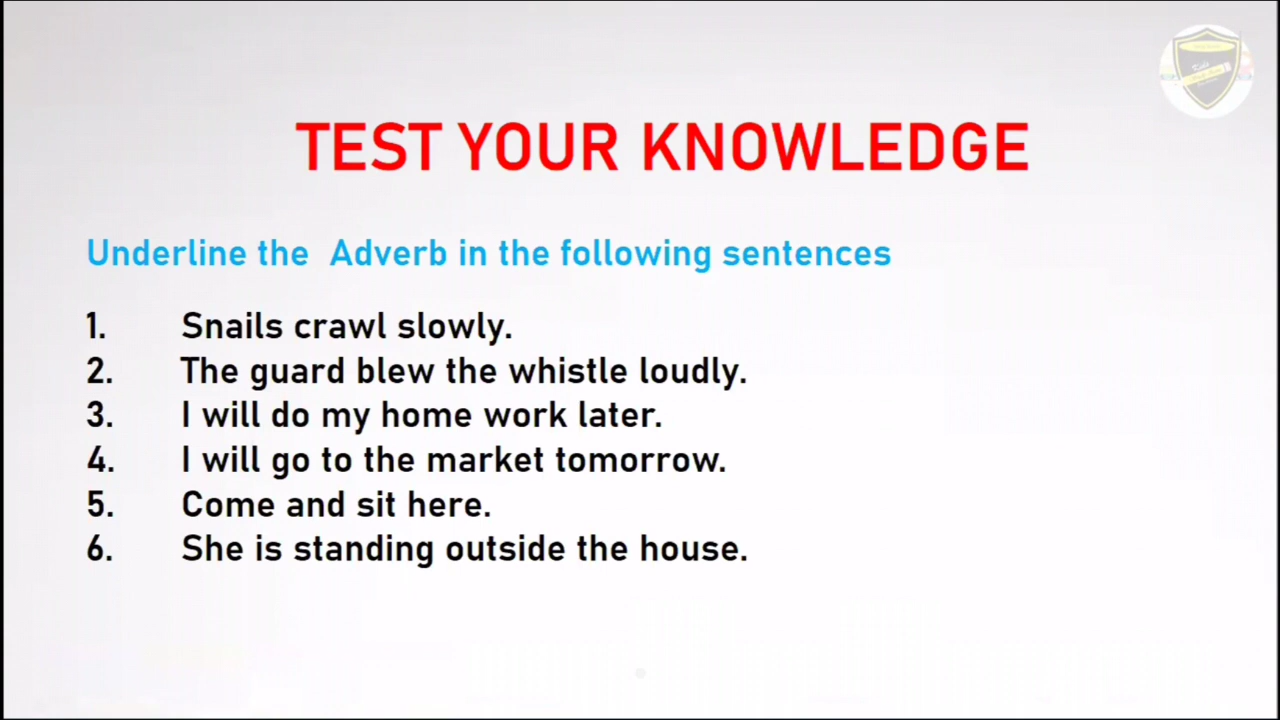 TEST YOUR KNOWLEDGE
Underline the Adverb in the following sentences
1. Snails crawl slowly.
2. The guard blew the whistle loudly.
3. I will do my home work later.
4. I will go to the market tomorrow.
5. Come and sit here.
6. She is standing outside the house.